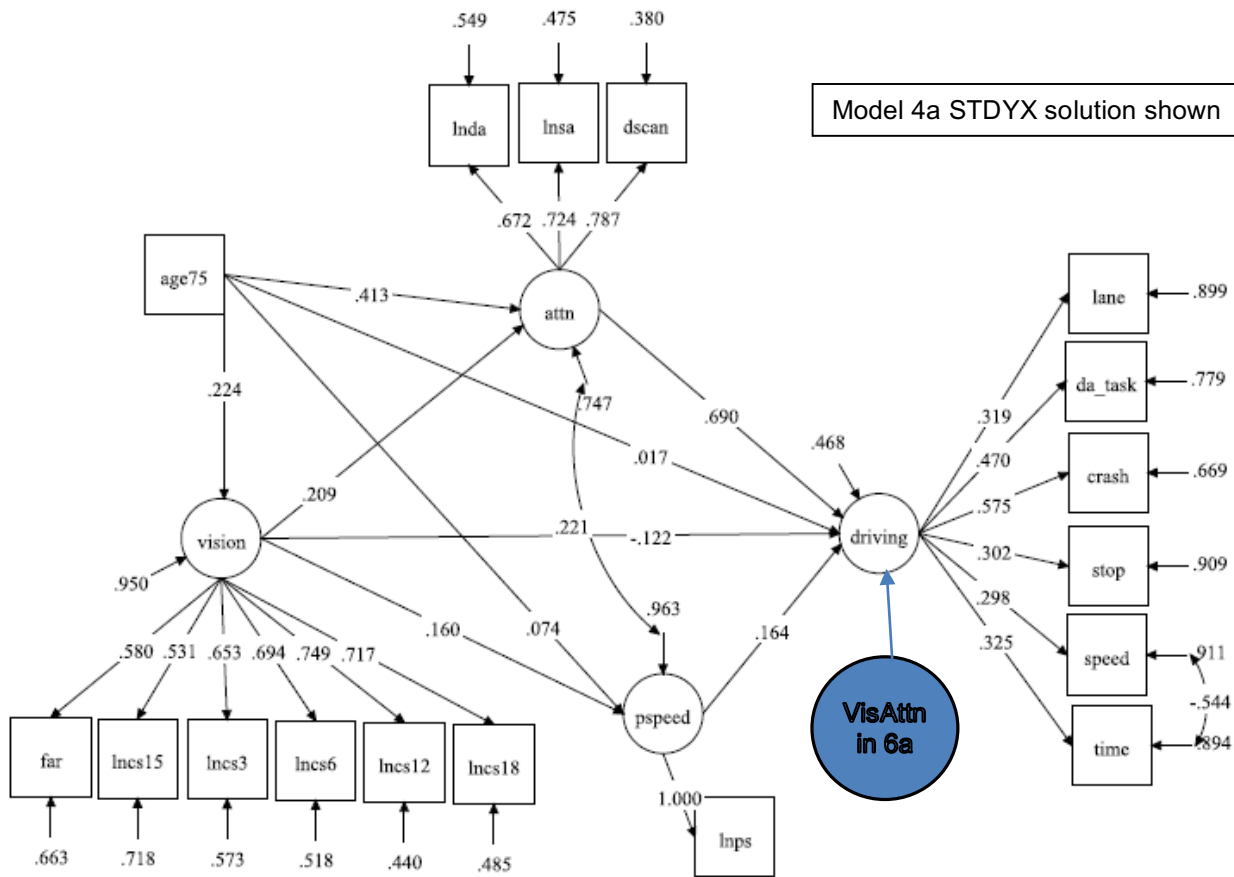 .549 .475 .380
Model 4a STDYX solution shown
lnda lnsa dscan
.672 .724 .787
age75
.413
attn
lane .899
.224
.747
da_task .779
.690
.319
.468
.017
.470
crash .669
.209
.575
vision
.221
-.122
driving
.302
stop .909
.950
.963
.298
.160
.074
.164
.325
.580 .531 .653 .694 .749 .717
speed .911
-.544
pspeed
VisAttn
in 6a
time .894
far lncs15 lncs3 lncs6 lncs12 lncs18
1.000
lnps
.663 .718 .573 .518 .440 .485